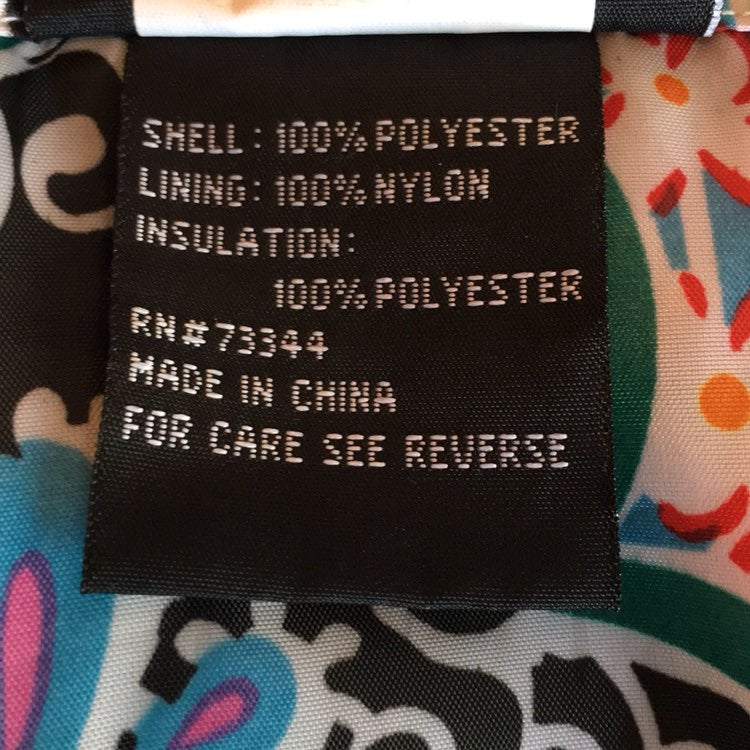 SHELL: 100% POLYESTER
LINING: 100% NYLON
INSULATION:
100% POLYESTER
RN# 73344
MADE IN CHINA
FOR CARE SEE REVERSE